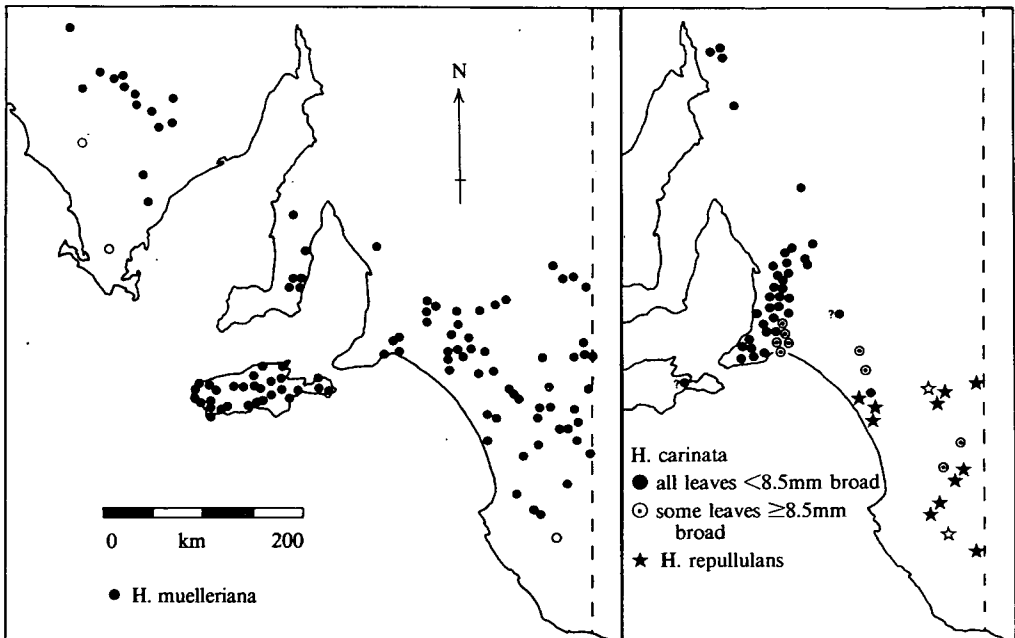 N
0 km 200
● H. muelleriana
?
?
H. carinata
● all leaves <8.5mm broad
⊙ some leaves ≥8.5mm
broad
★ H. repullulans